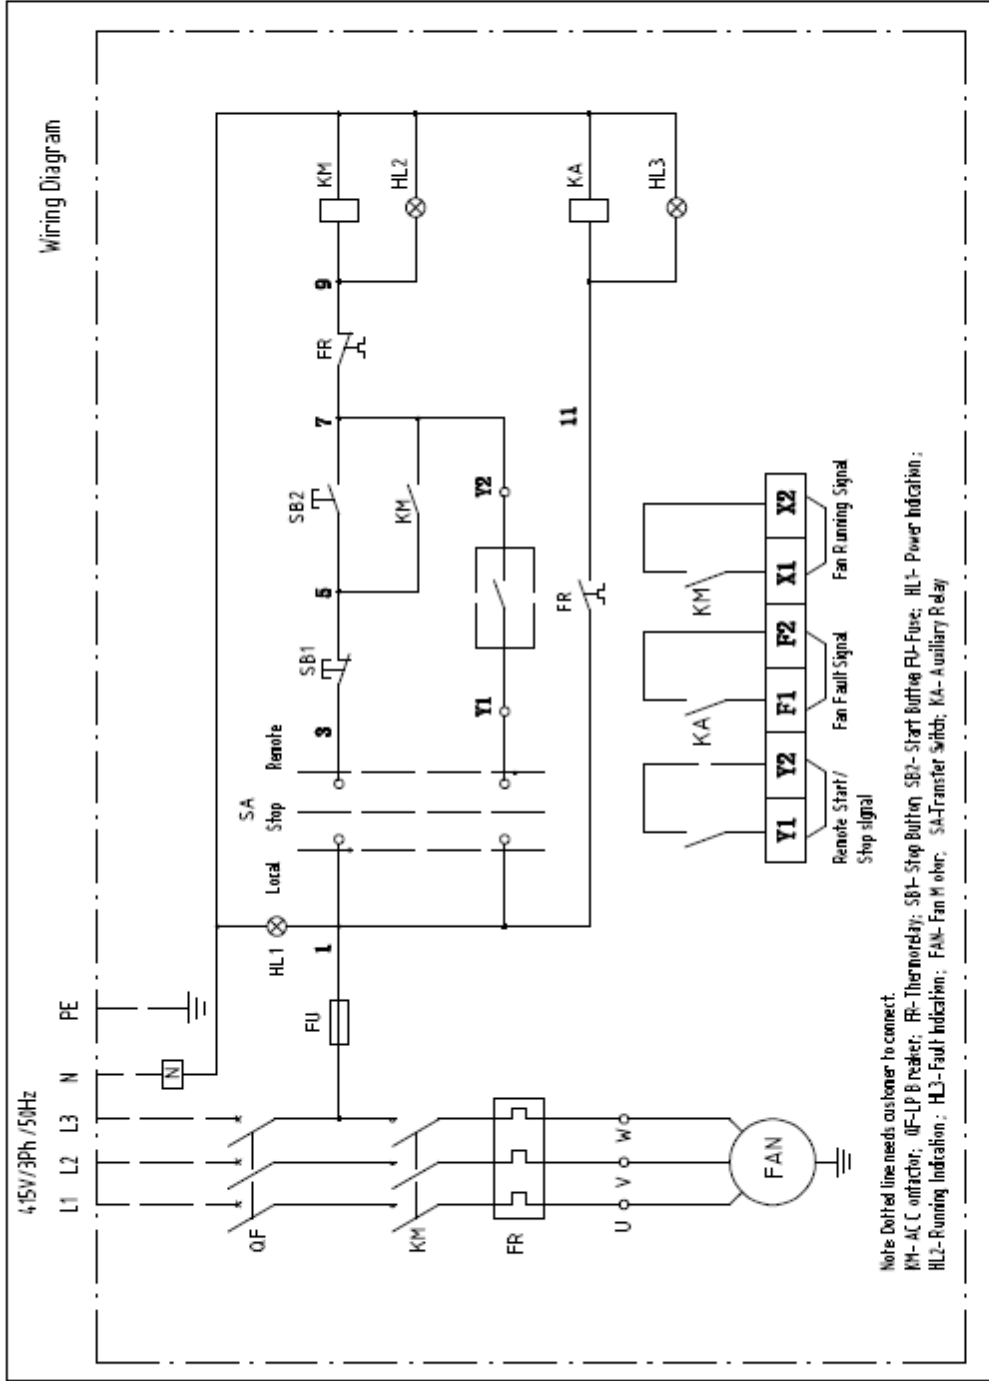 Wiring Diagram
415V/3Ph/50Hz
L1 L2 L3 N PE
N
QF
KM
FR
U V W
FAN
FU
HL1
1
SA
Local Stop Remote
3
SB1
5
SB2
KM
7
FR
9
KM
HL2
Y1
Y2
FR
11
KA
HL3
KA
KM
Y1 Y2 F1 F2 X1 X2
Remote Start/
Stop signal
Fan Fault Signal
Fan Running Signal
Note: Dotted line needs customer to connect.
KM- AC Contactor; QF-LP Breaker; FR- Thermorelay; SB1- Stop Button; SB2- Start Button; FU- Fuse; HL1- Power Indication;
HL2- Running Indication; HL3- Fault Indication; FAN- Fan Motor; SA-Transfer Switch; KA- Auxiliary Relay